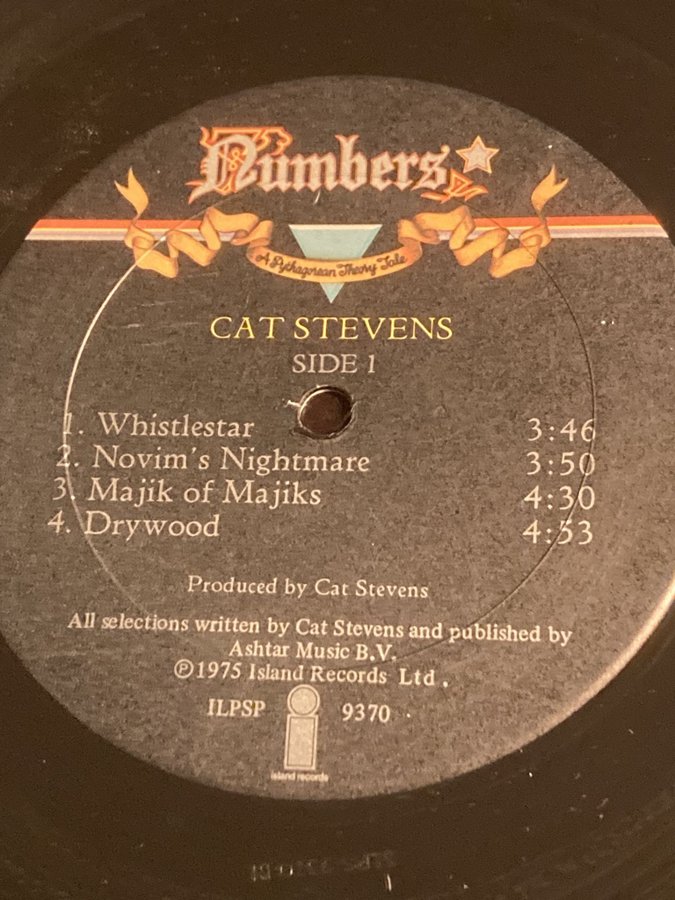 Numbers
A Pythagorean Theory Tale
CAT STEVENS
SIDE 1
1. Whistlestar 3:46
2. Novim's Nightmare 3:50
3. Majik of Majiks 4:30
4. Drywood 4:53
Produced by Cat Stevens
All selections written by Cat Stevens and published by
Ashtar Music B.V.
℗1975 Island Records Ltd.
ILPSP 9370
island records